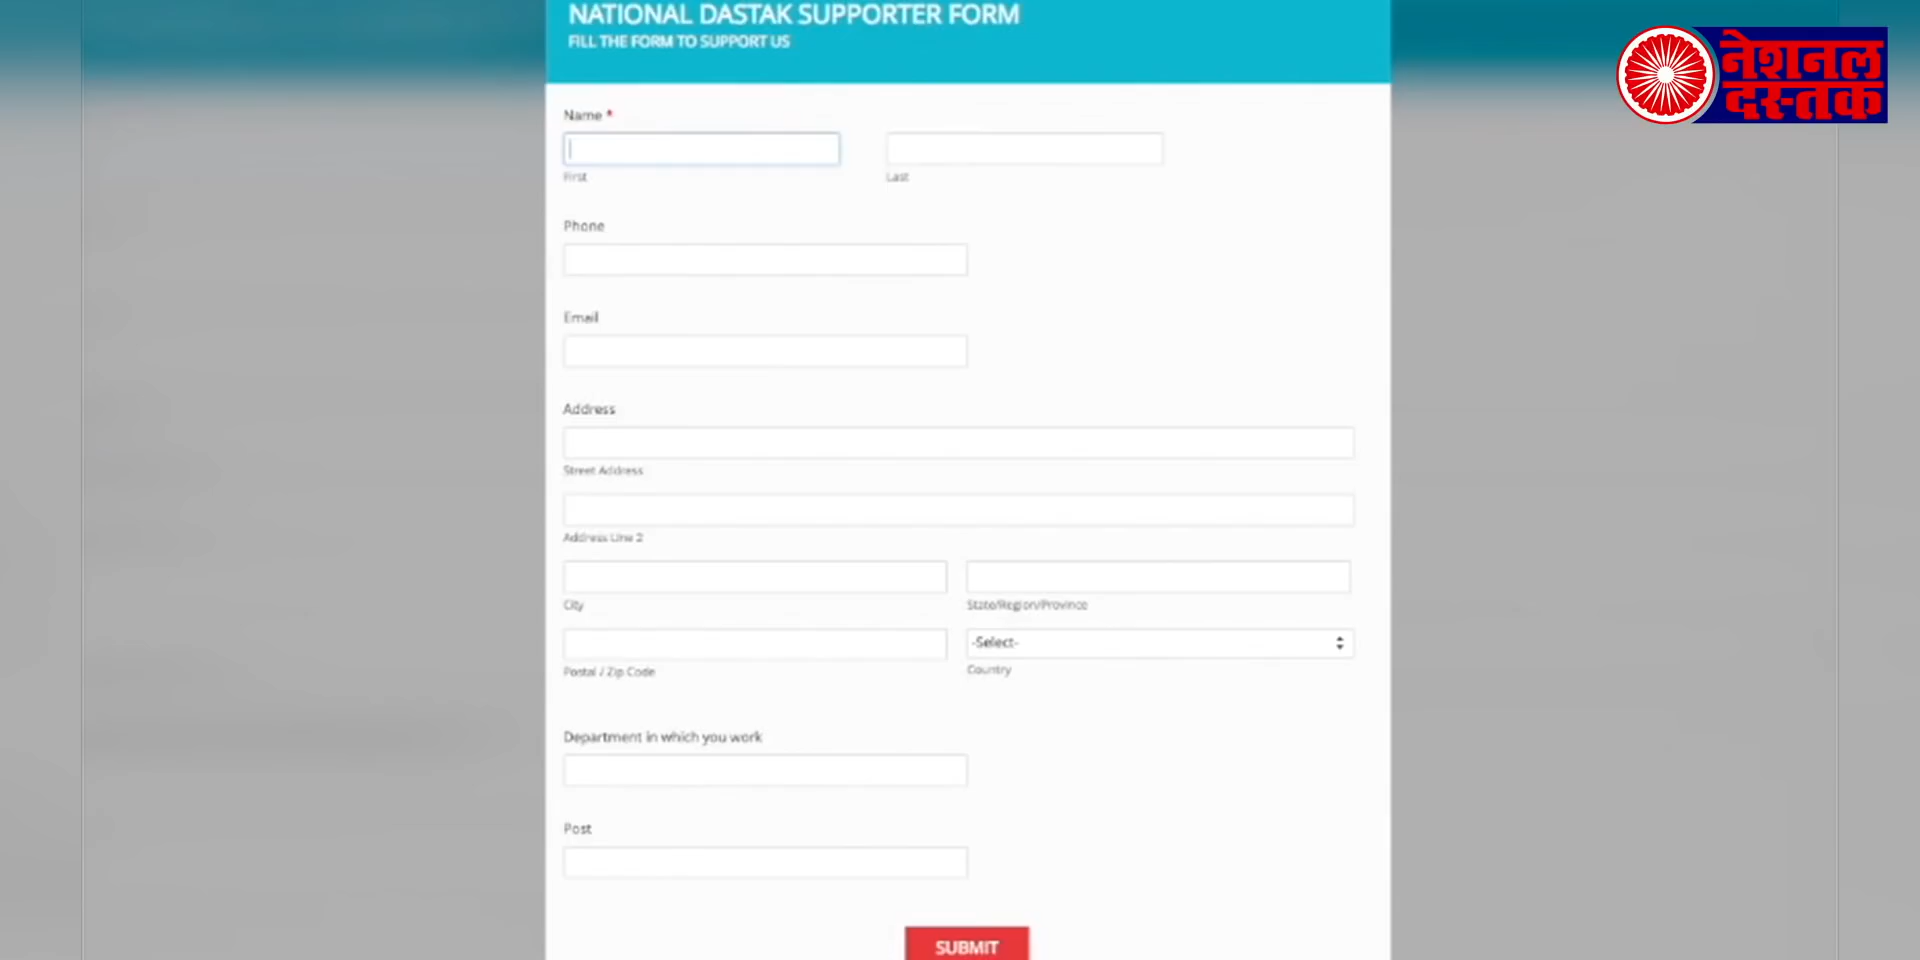 NATIONAL DASTAK SUPPORTER FORM
FILL THE FORM TO SUPPORT US
नेशनल
दस्तक
Name *
First
Last
Phone
Email
Address
Street Address
Address Line 2
City
State/Region/Province
Postal / Zip Code
-Select-
Country
Department in which you work
Post
SUBMIT